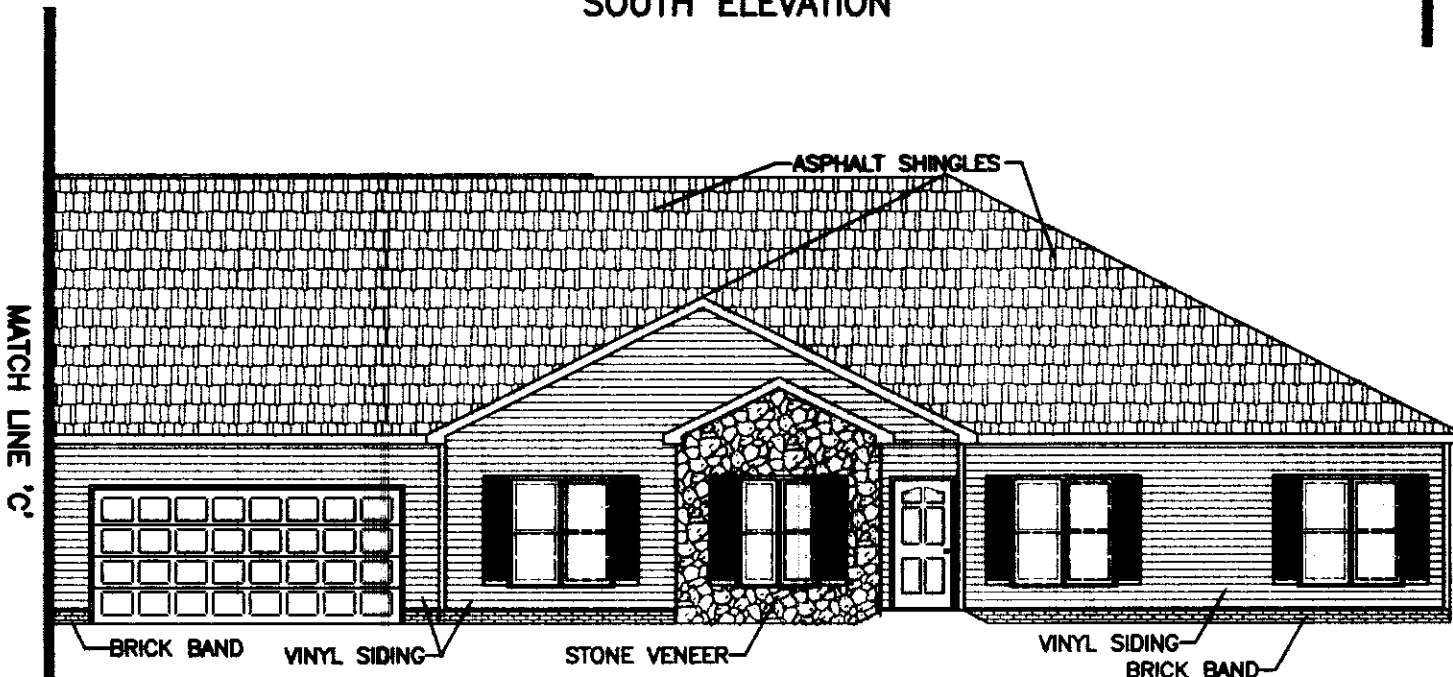 SOUTH ELEVATION
ASPHALT SHINGLES
MATCH LINE 'C'
BRICK BAND
VINYL SIDING
STONE VENEER
VINYL SIDING
BRICK BAND